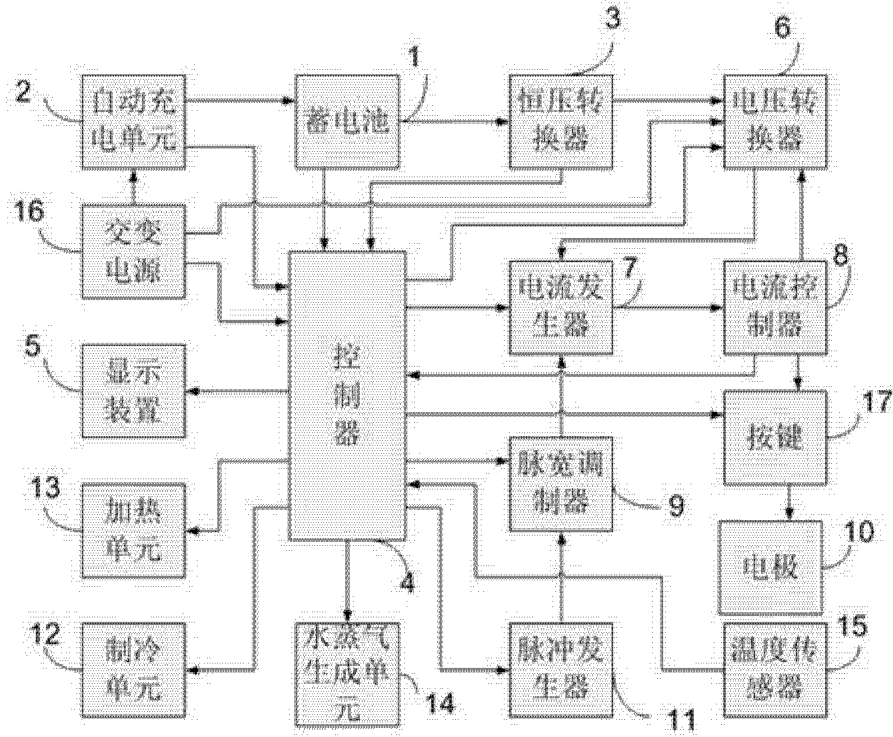 3
6
1
2
自动充
电单元
蓄电池
恒压转
换器
电压转
换器
16
交变
电源
7
8
电流发
生器
电流控
制器
5
显示
装置
控
制
器
17
按键
13
加热
单元
脉宽调
制器
9
4
10
电极
12
制冷
单元
水蒸气
生成单
元
14
脉冲发
生器
11
15
温度传
感器